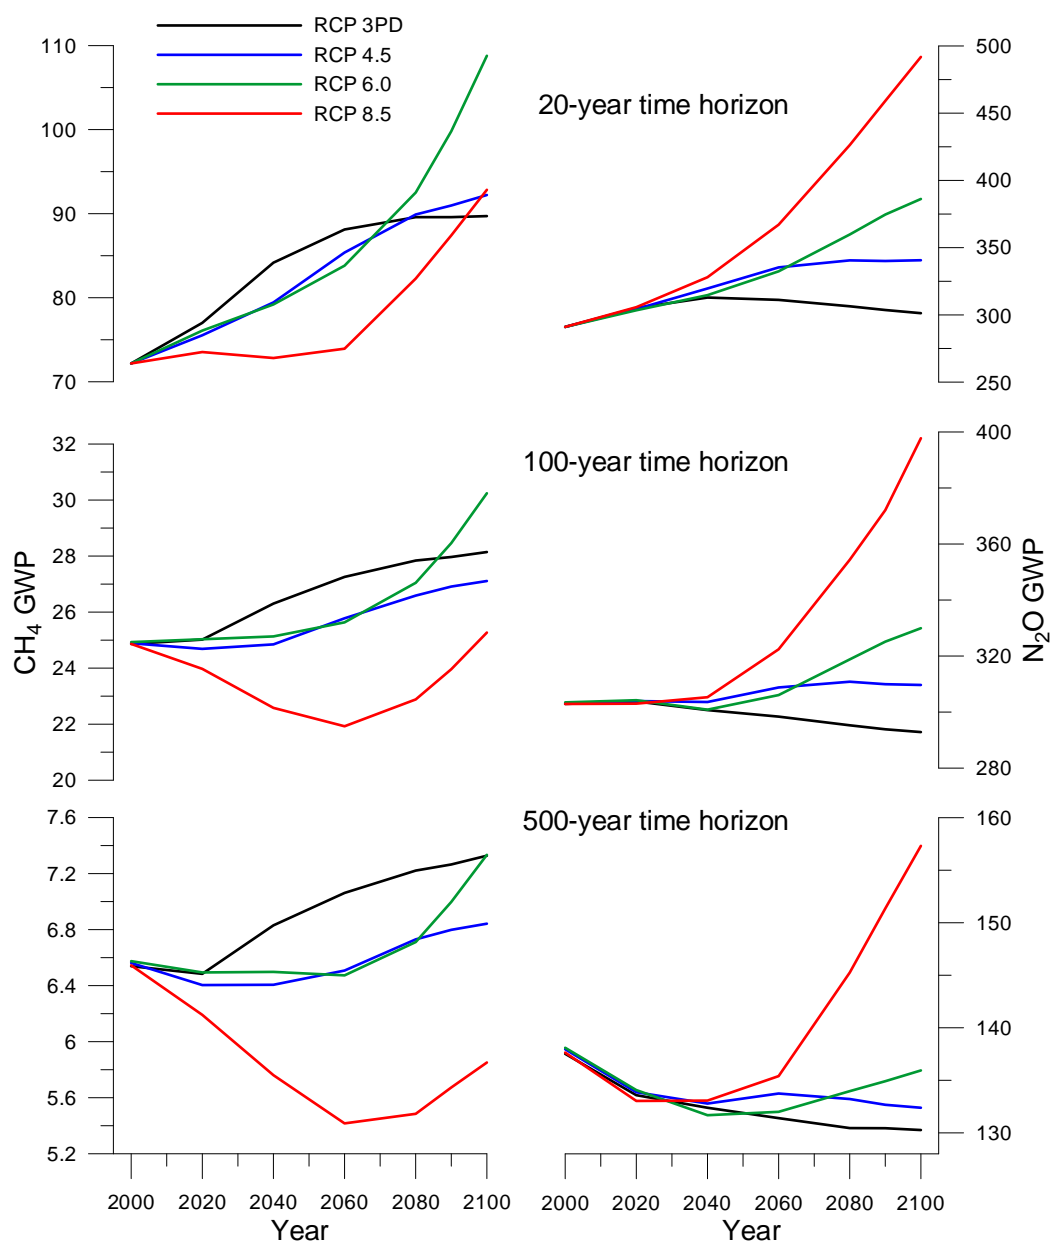 RCP 3PD
RCP 4.5
RCP 6.0
RCP 8.5
20-year time horizon
110
100
90
80
70
500
450
400
350
300
250
100-year time horizon
CH4 GWP
32
30
28
26
24
22
20
400
360
320
280
N2O GWP
500-year time horizon
7.6
7.2
6.8
6.4
6
5.6
5.2
160
150
140
130
2000 2020 2040 2060 2080 2100
Year
2000 2020 2040 2060 2080 2100
Year